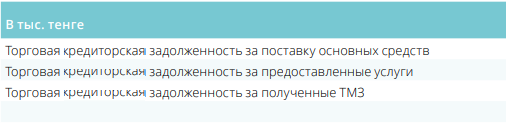 В тыс. тенге
Торговая кредиторская задолженность за поставку основных средств
Торговая кредиторская задолженность за предоставленные услуги
Торговая кредиторская задолженность за полученные ТМЗ